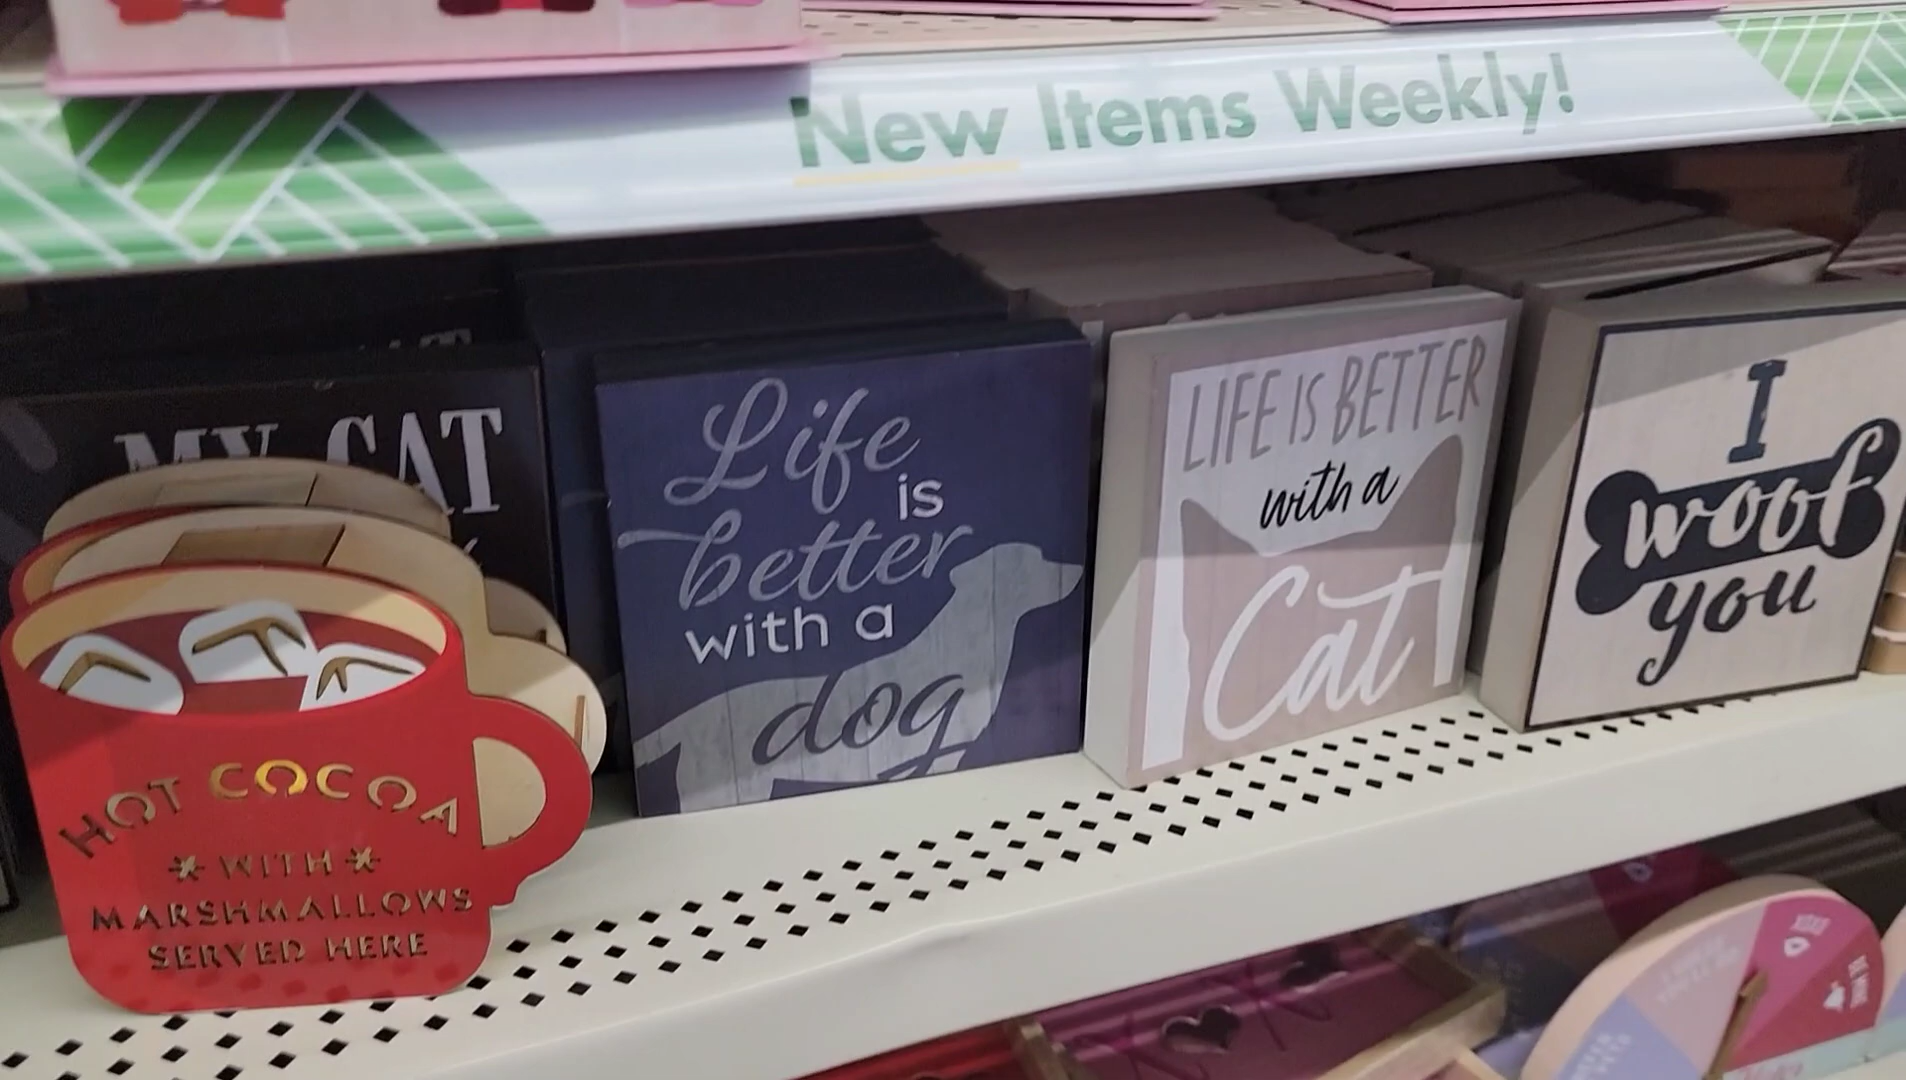 New Items Weekly!
MY CAT
Life
is
better
with a
dog
LIFE IS BETTER
with a
Cat
I
woof
you
HOT COCOA
WITH
MARSHMALLOWS
SERVED HERE
XOXO